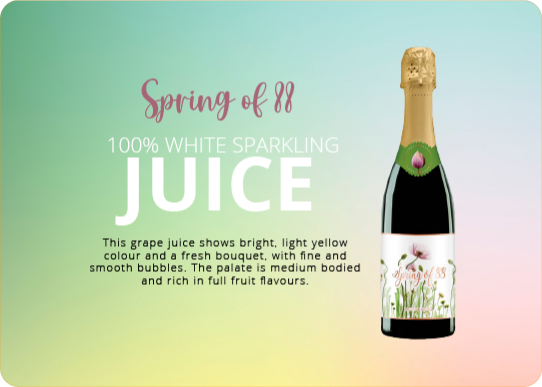 Spring of 88
100% WHITE SPARKLING
JUICE
This grape juice shows bright, light yellow
colour and a fresh bouquet, with fine and
smooth bubbles. The palate is medium bodied
and rich in full fruit flavours.
Spring of 88